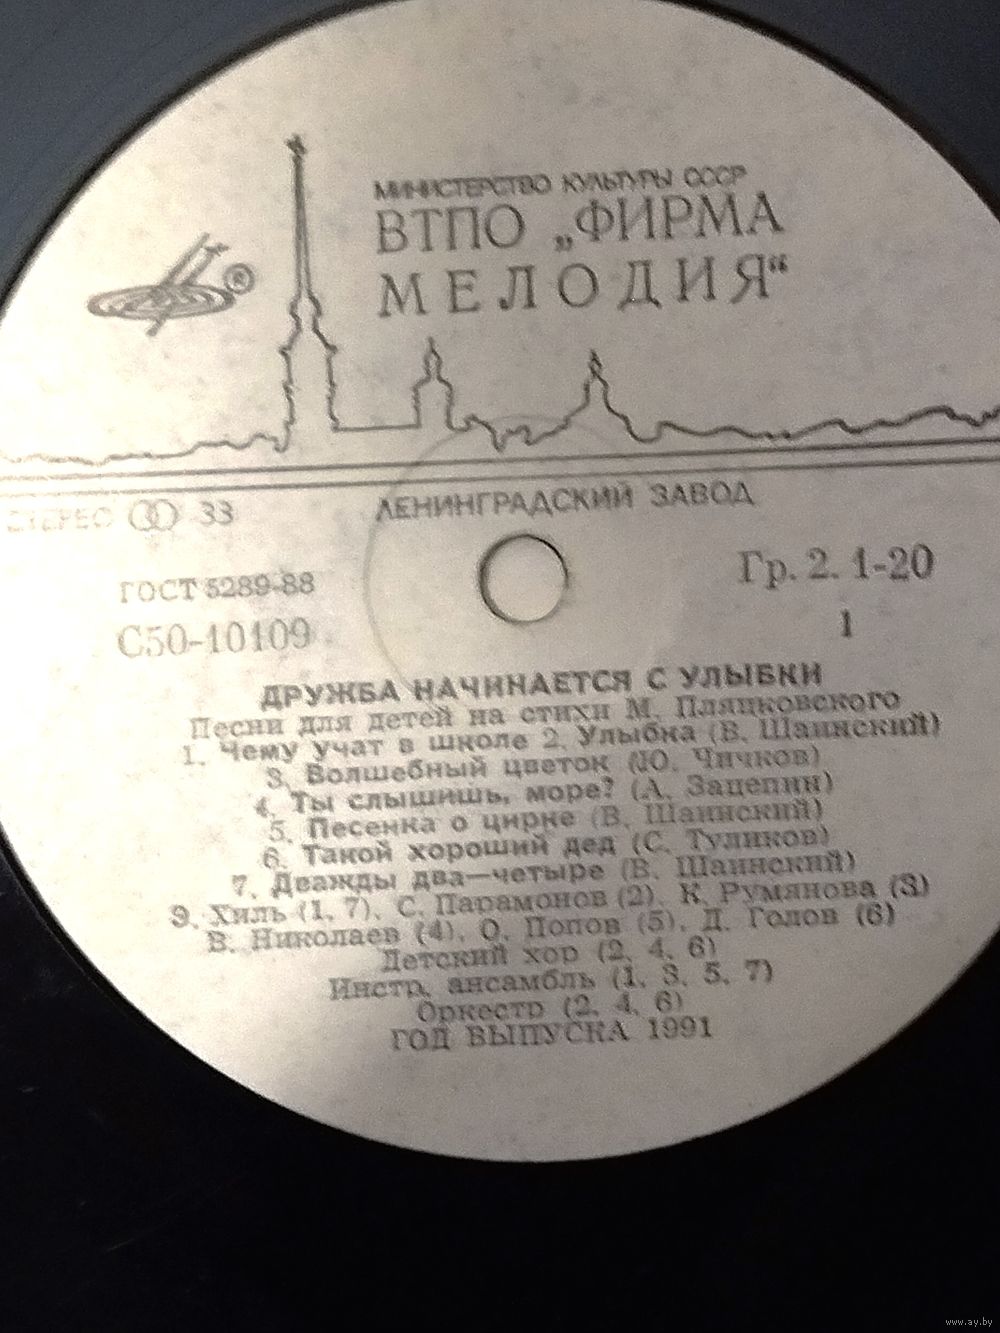 МИНИСТЕРСТВО КУЛЬТУРЫ СССР
ВТПО „ФИРМА
МЕЛОДИЯ“
®
СТЕРЕО 33
ЛЕНИНГРАДСКИЙ ЗАВОД
ГОСТ 5289-88
Гр. 2. 1-20
С50-10109
1
ДРУЖБА НАЧИНАЕТСЯ С УЛЫБКИ
Песни для детей на стихи М. Пляцковского
1. Чему учат в школе 2. Улыбка (В. Шаинский)
3. Волшебный цветок (Ю. Чичков)
4. Ты слышишь, море? (А. Зацепин)
5. Песенка о цирке (В. Шаинский)
6. Такой хороший дед (С. Туликов)
7. Дважды два—четыре (В. Шаинский)
Э. Хиль (1, 7), С. Парамонов (2), К. Румянова (3)
В. Николаев (4), О. Попов (5), Д. Голов (6)
Детский хор (2, 4, 6)
Инстр. ансамбль (1, 3, 5, 7)
Оркестр (2, 4, 6)
ГОД ВЫПУСКА 1991
www.ay.by